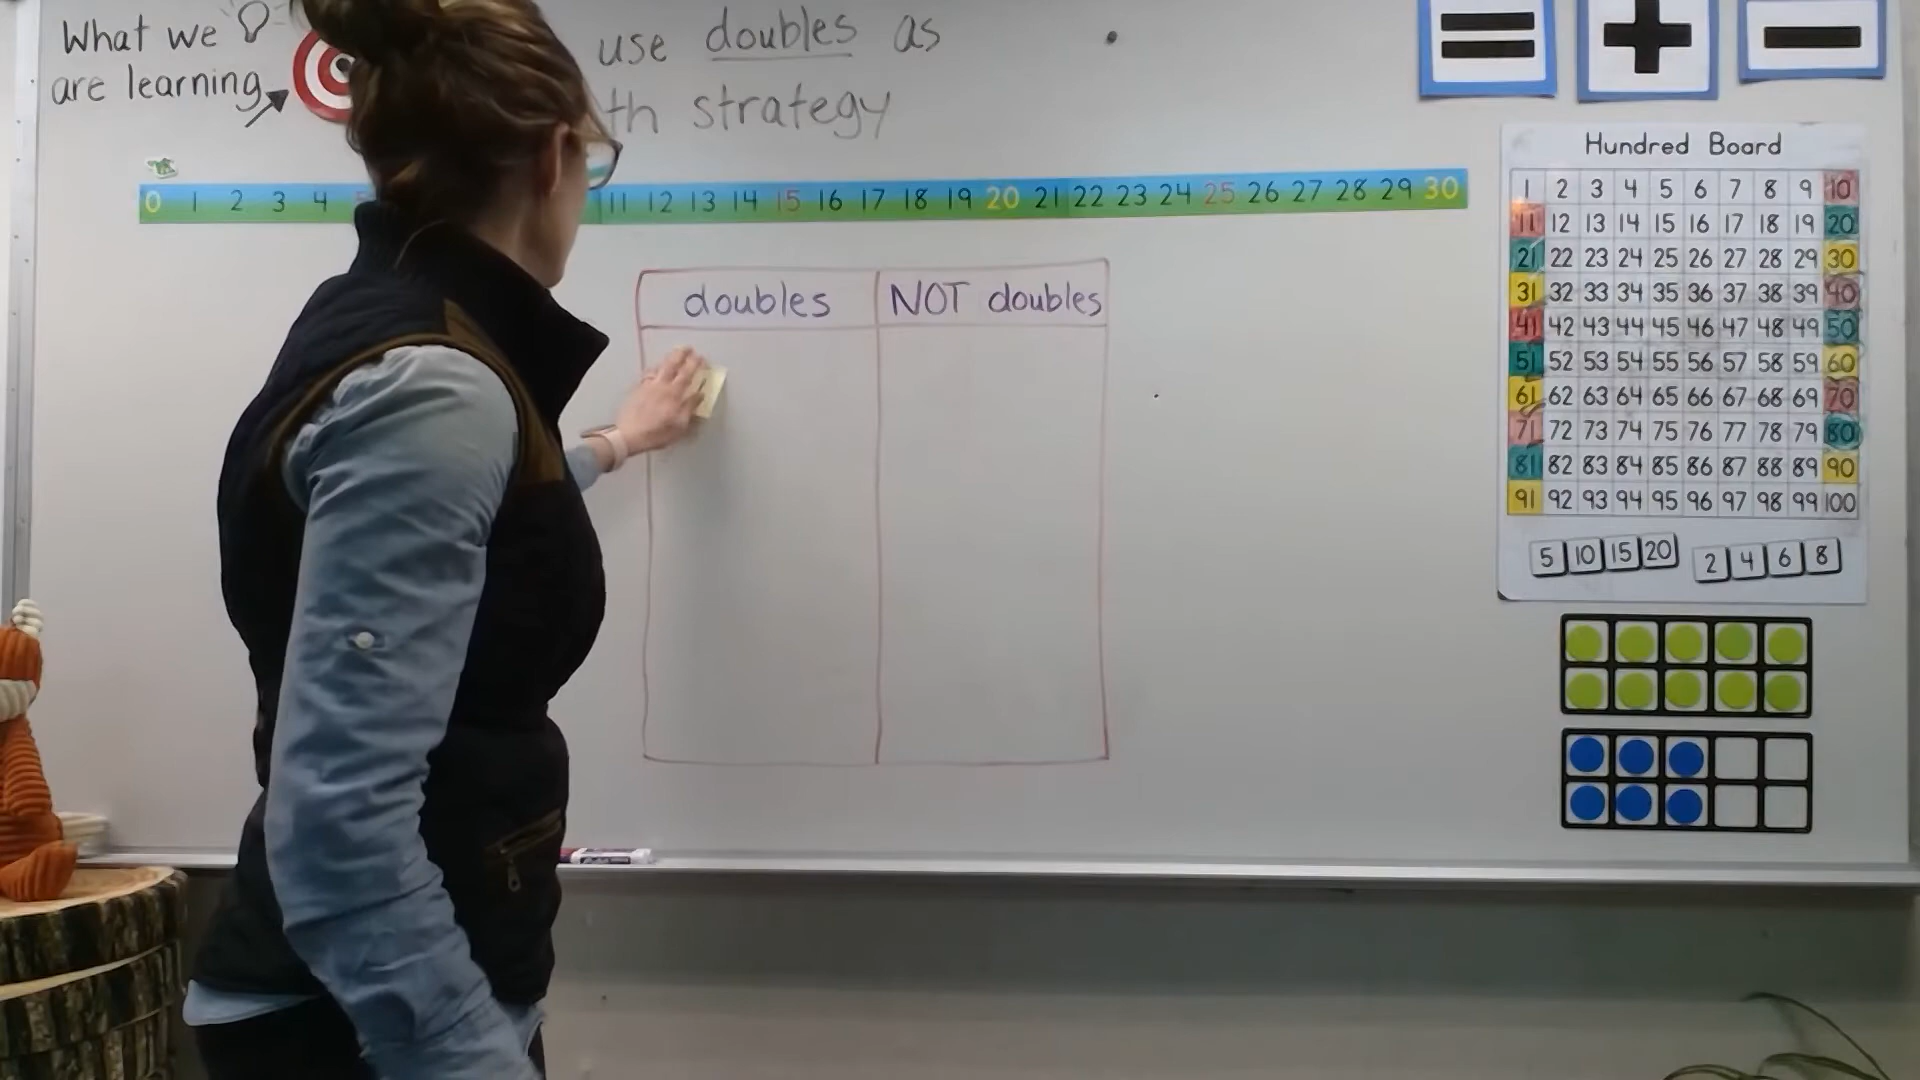 What we
are learning
use doubles as
th strategy
0 1 2 3 4 11 12 13 14 15 16 17 18 19 20 21 22 23 24 25 26 27 28 29 30
doubles NOT doubles
= + -
Hundred Board
1 2 3 4 5 6 7 8 9 10
11 12 13 14 15 16 17 18 19 20
21 22 23 24 25 26 27 28 29 30
31 32 33 34 35 36 37 38 39 40
41 42 43 44 45 46 47 48 49 50
51 52 53 54 55 56 57 58 59 60
61 62 63 64 65 66 67 68 69 70
71 72 73 74 75 76 77 78 79 80
81 82 83 84 85 86 87 88 89 90
91 92 93 94 95 96 97 98 99 100
5 10 15 20 2 4 6 8